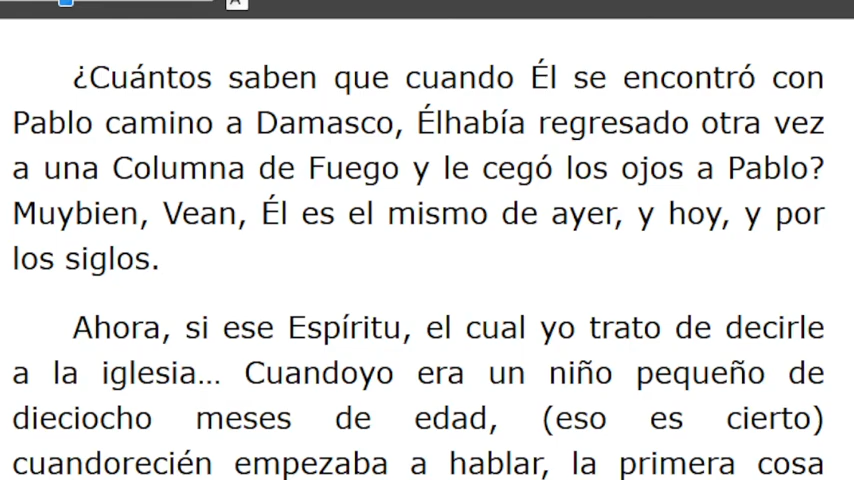 A
¿Cuántos saben que cuando Él se encontró con
Pablo camino a Damasco, Élhabía regresado otra vez
a una Columna de Fuego y le cegó los ojos a Pablo?
Muybien, Vean, Él es el mismo de ayer, y hoy, y por
los siglos.
Ahora, si ese Espíritu, el cual yo trato de decirle
a la iglesia... Cuandoyo era un niño pequeño de
dieciocho meses de edad, (eso es cierto)
cuandorecién empezaba a hablar, la primera cosa